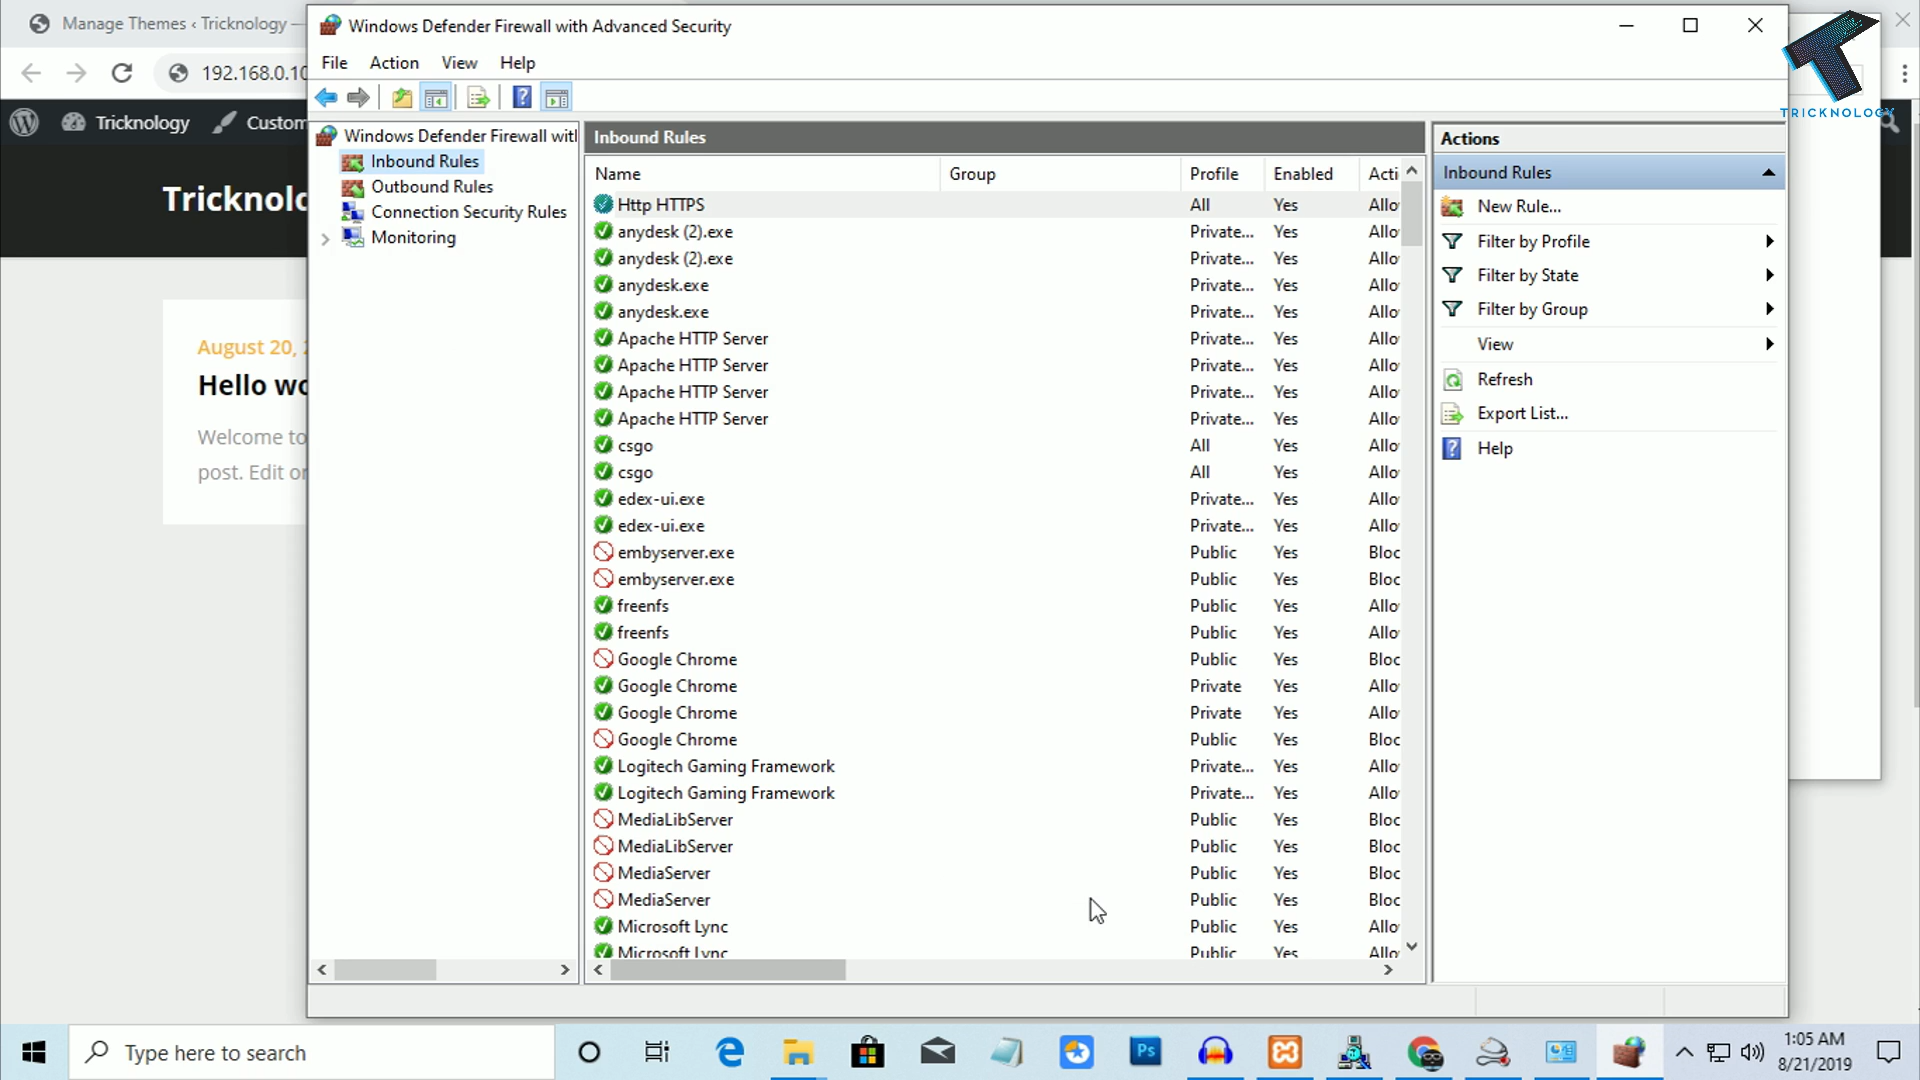 Manage Themes ‹ Tricknology —
192.168.0.10
Tricknology
Custom
Tricknolo
August 20,
Hello wo
Welcome to
post. Edit or
Windows Defender Firewall with Advanced Security
File Action View Help
Windows Defender Firewall with
Inbound Rules
Outbound Rules
Connection Security Rules
Monitoring
Inbound Rules
Name Group Profile Enabled Acti
Http HTTPS All Yes Allo
anydesk (2).exe Private... Yes Allo
anydesk (2).exe Private... Yes Allo
anydesk.exe Private... Yes Allo
anydesk.exe Private... Yes Allo
Apache HTTP Server Private... Yes Allo
Apache HTTP Server Private... Yes Allo
Apache HTTP Server Private... Yes Allo
Apache HTTP Server Private... Yes Allo
csgo All Yes Allo
csgo All Yes Allo
edex-ui.exe Private... Yes Allo
edex-ui.exe Private... Yes Allo
embyserver.exe Public Yes Bloc
embyserver.exe Public Yes Bloc
freenfs Public Yes Allo
freenfs Public Yes Allo
Google Chrome Public Yes Bloc
Google Chrome Private Yes Allo
Google Chrome Private Yes Allo
Google Chrome Public Yes Bloc
Logitech Gaming Framework Private... Yes Allo
Logitech Gaming Framework Private... Yes Allo
MediaLibServer Public Yes Bloc
MediaLibServer Public Yes Bloc
MediaServer Public Yes Bloc
MediaServer Public Yes Bloc
Microsoft Lync Public Yes Allo
Microsoft Lync Public Yes Allo
Actions
Inbound Rules
New Rule...
Filter by Profile
Filter by State
Filter by Group
View
Refresh
Export List...
Help
TRICKNOLOGY
Type here to search
Ps
1:05 AM
8/21/2019